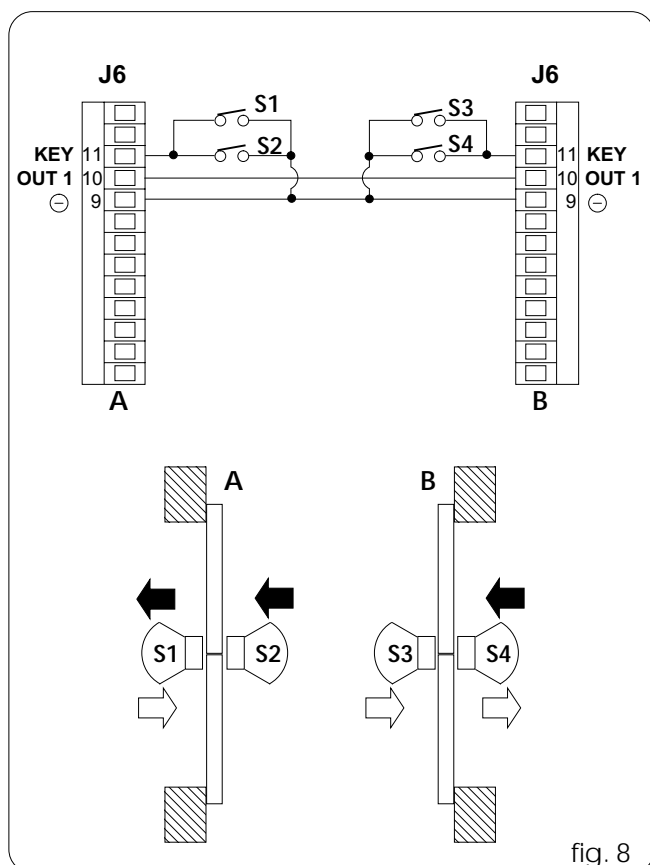 J6 J6
S1 S3
S2 S4
KEY 11 11 KEY
OUT 1 10 10 OUT 1
9 9
A B
A B
S1 S2 S3 S4
fig. 8